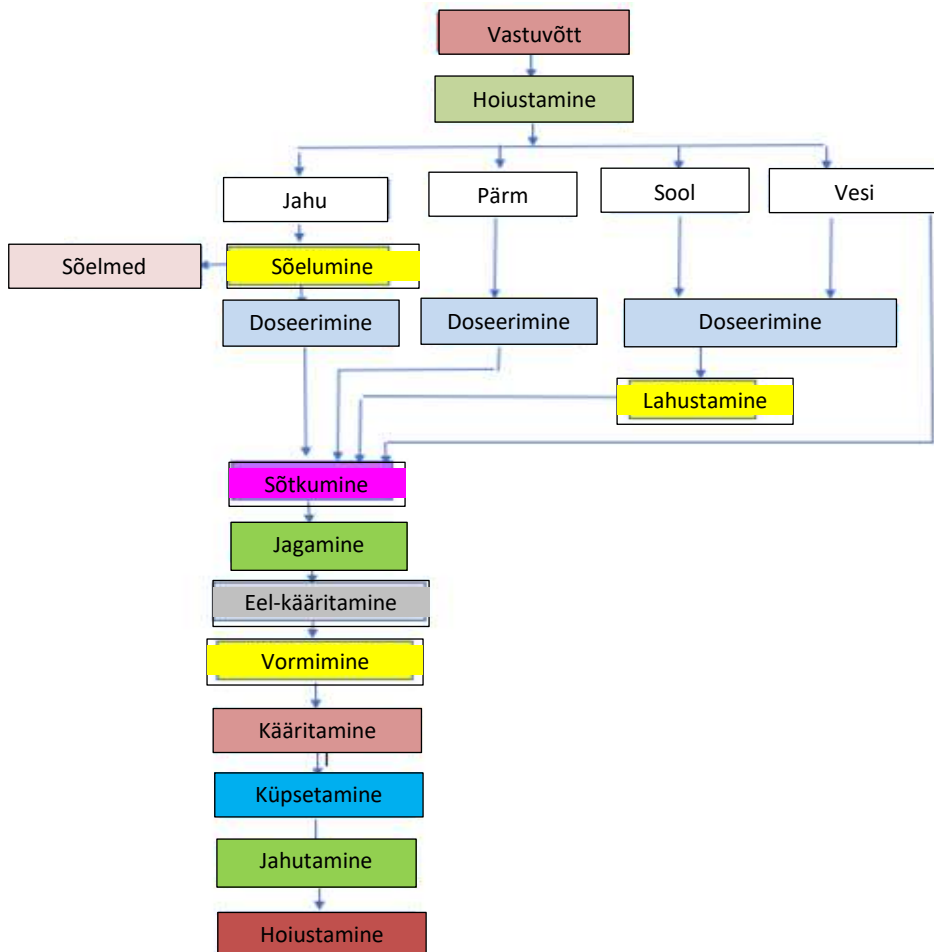 Vastuvõtt
Hoiustamine
Jahu
Pärm
Sool
Vesi
Sõelmed
Sõelumine
Doseerimine
Doseerimine
Doseerimine
Lahustamine
Sõtkumine
Jagamine
Eel-kääritamine
Vormimine
Kääritamine
Küpsetamine
Jahutamine
Hoiustamine